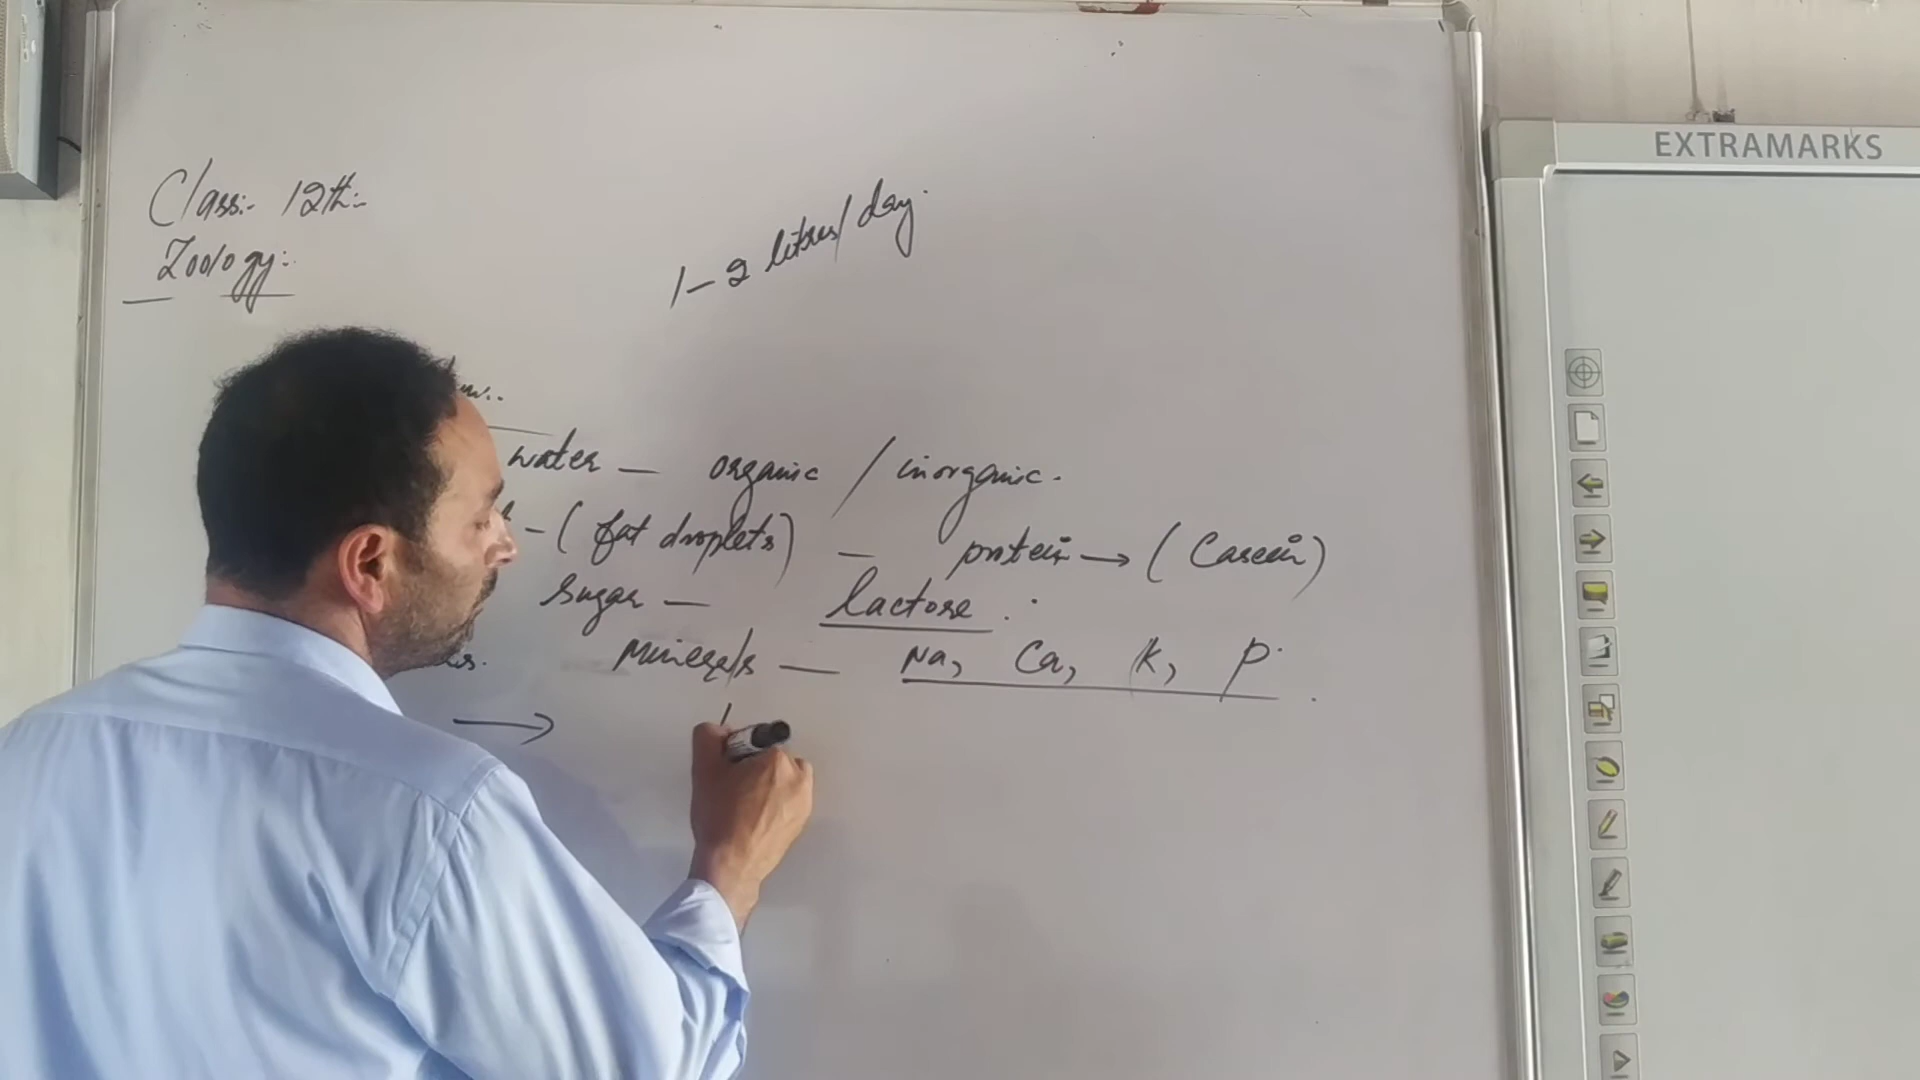 Class:- 12th:-
Zoology:-
1-2 litres/day.
water - organic / inorganic.
- (fat droplets) - protein → (Casein)
sugar - lactose.
Minerals - Na, Ca, K, P.
→
EXTRAMARKS